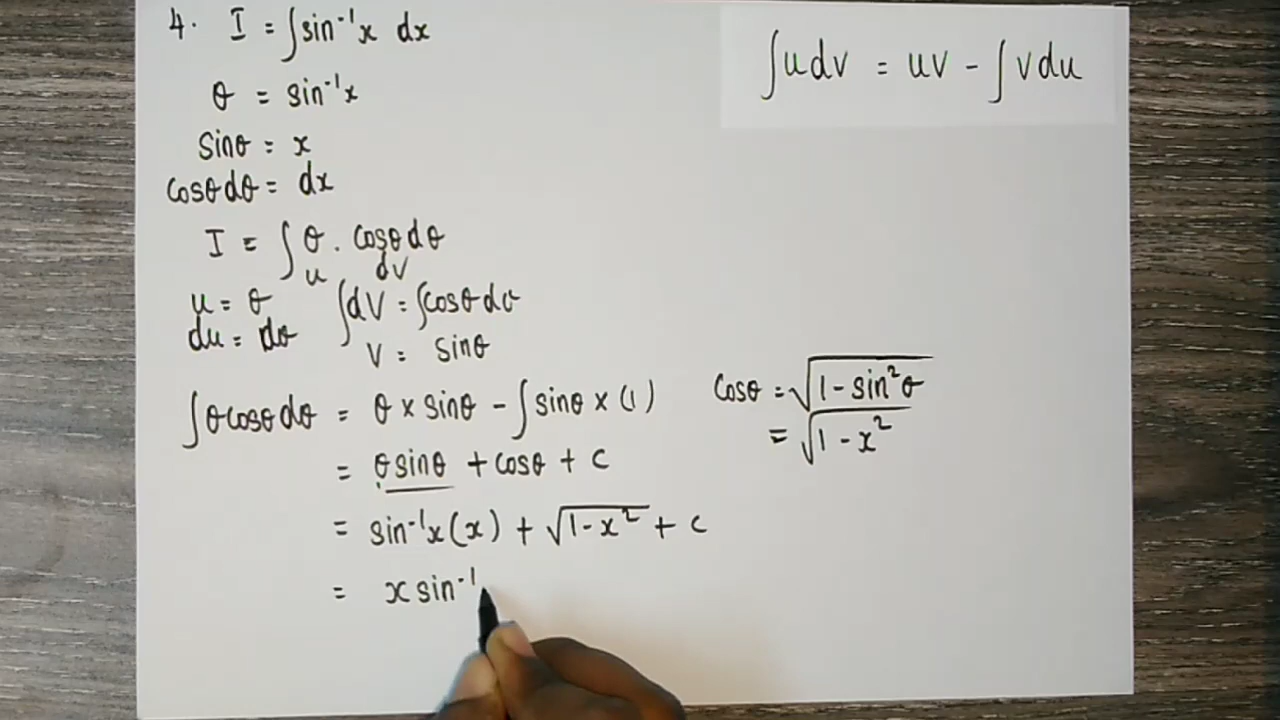 4. I = ∫sin⁻¹x dx
∫udv = uv - ∫vdu
θ = sin⁻¹x
sinθ = x
cosθdθ = dx
I = ∫θ . cosθdθ
u dv
u = θ ∫dv = ∫cosθdθ
du = dθ
v = sinθ
∫θcosθdθ = θ × sinθ - ∫sinθ × (1)
= θsinθ + cosθ + c
= sin⁻¹x(x) + √1-x² + c
= x sin⁻¹
cosθ = √1-sin²θ
= √1-x²